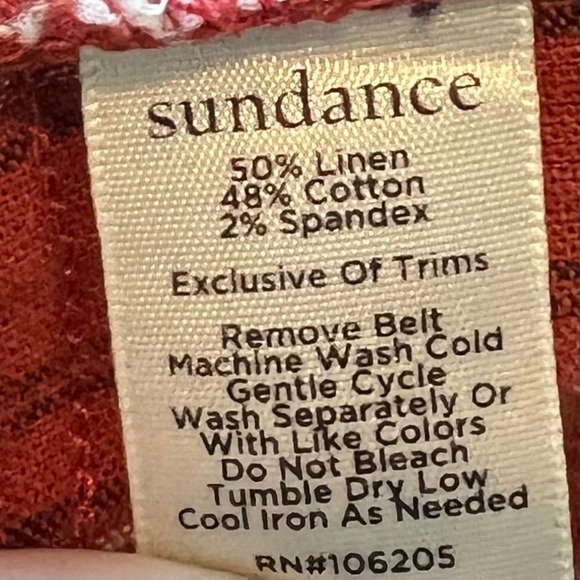 sundance
50% Linen
48% Cotton
2% Spandex
Exclusive Of Trims
Remove Belt
Machine Wash Cold
Gentle Cycle
Wash Separately Or
With Like Colors
Do Not Bleach
Tumble Dry Low
Cool Iron As Needed
RN#106205